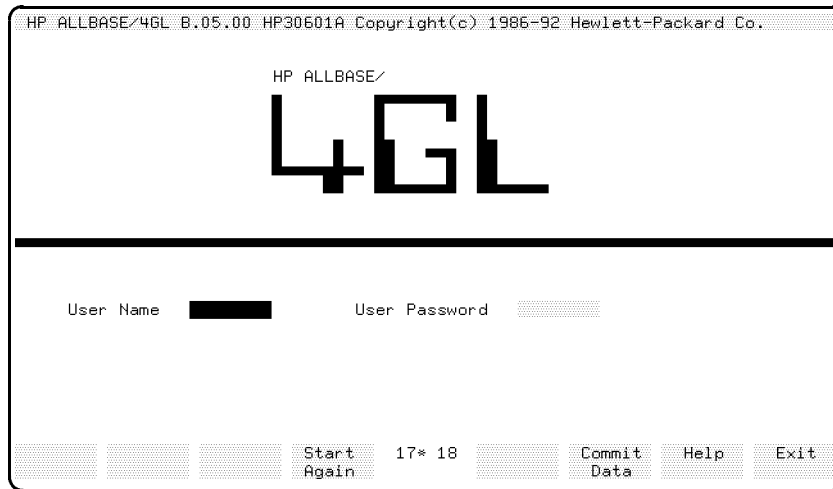 HP ALLBASE/4GL B.05.00 HP30601A Copyright(c) 1986-92 Hewlett-Packard Co.
HP ALLBASE/
4GL
User Name User Password
Start Again 17* 18 Commit Data Help Exit